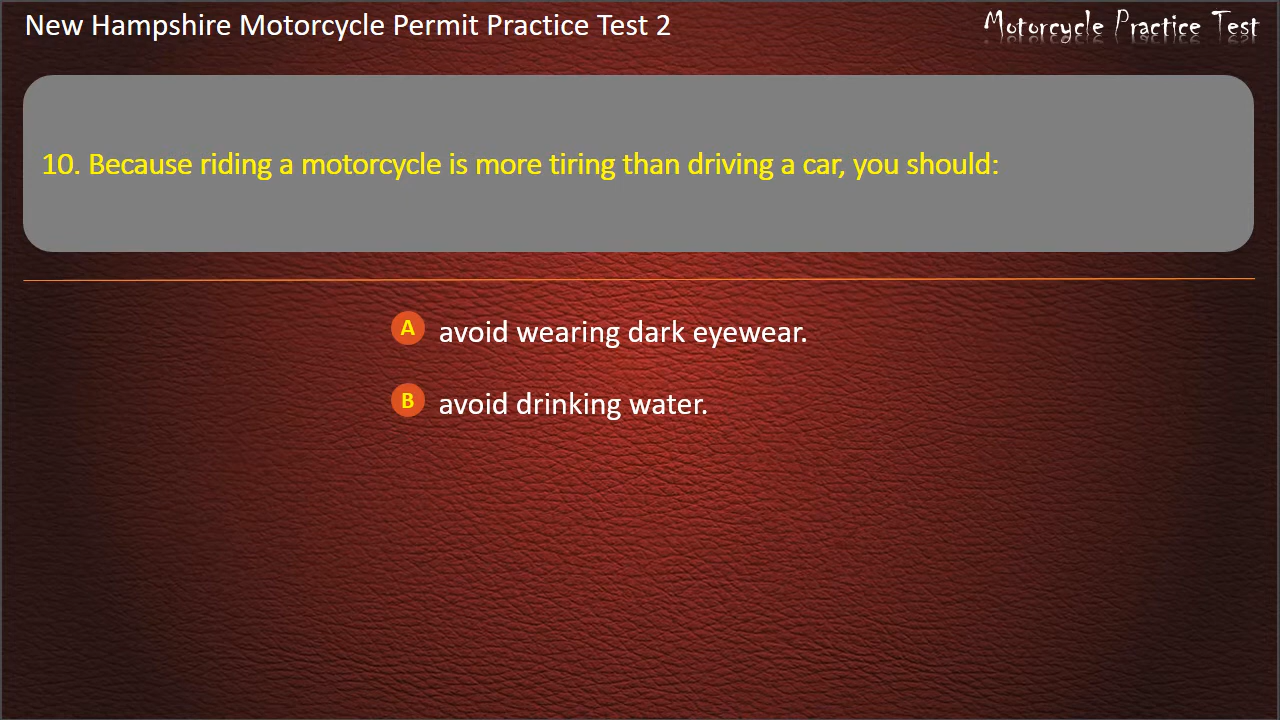 New Hampshire Motorcycle Permit Practice Test 2
Motorcycle Practice Test
10. Because riding a motorcycle is more tiring than driving a car, you should:
A avoid wearing dark eyewear.
B avoid drinking water.